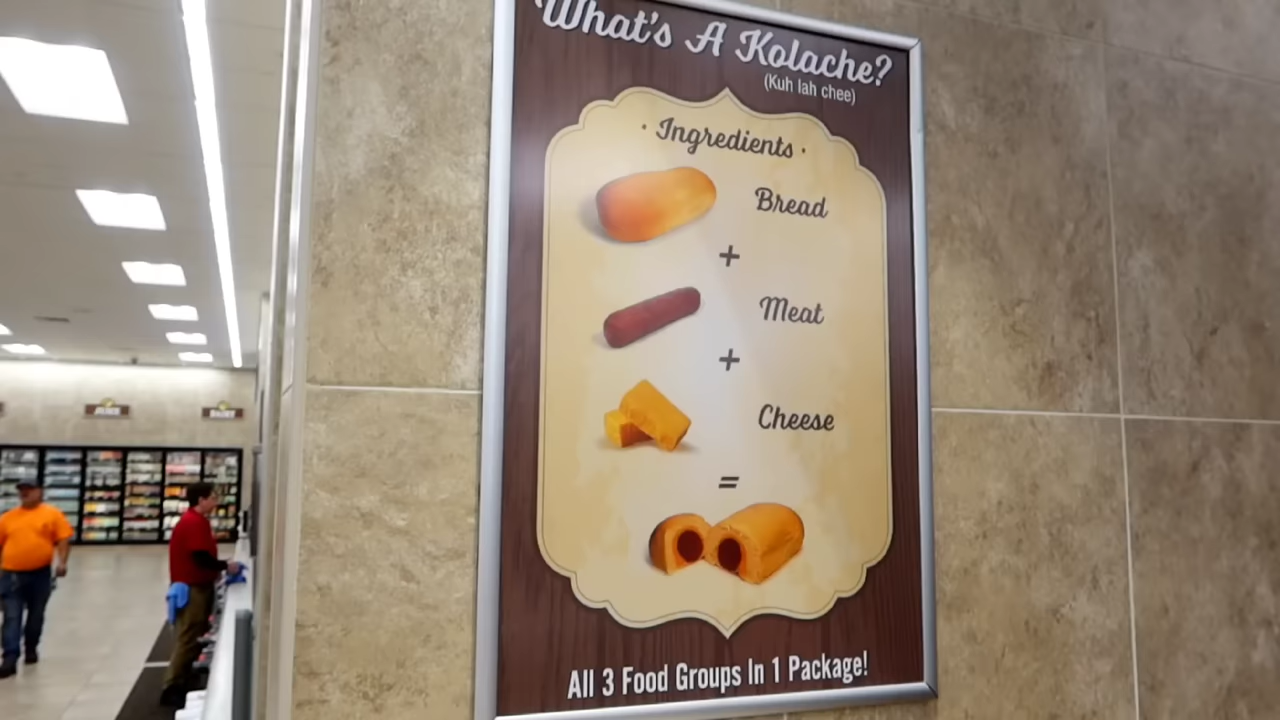 What's A Kolache?
(Kuh lah chee)
· Ingredients ·
Bread
+
Meat
+
Cheese
=
All 3 Food Groups In 1 Package!